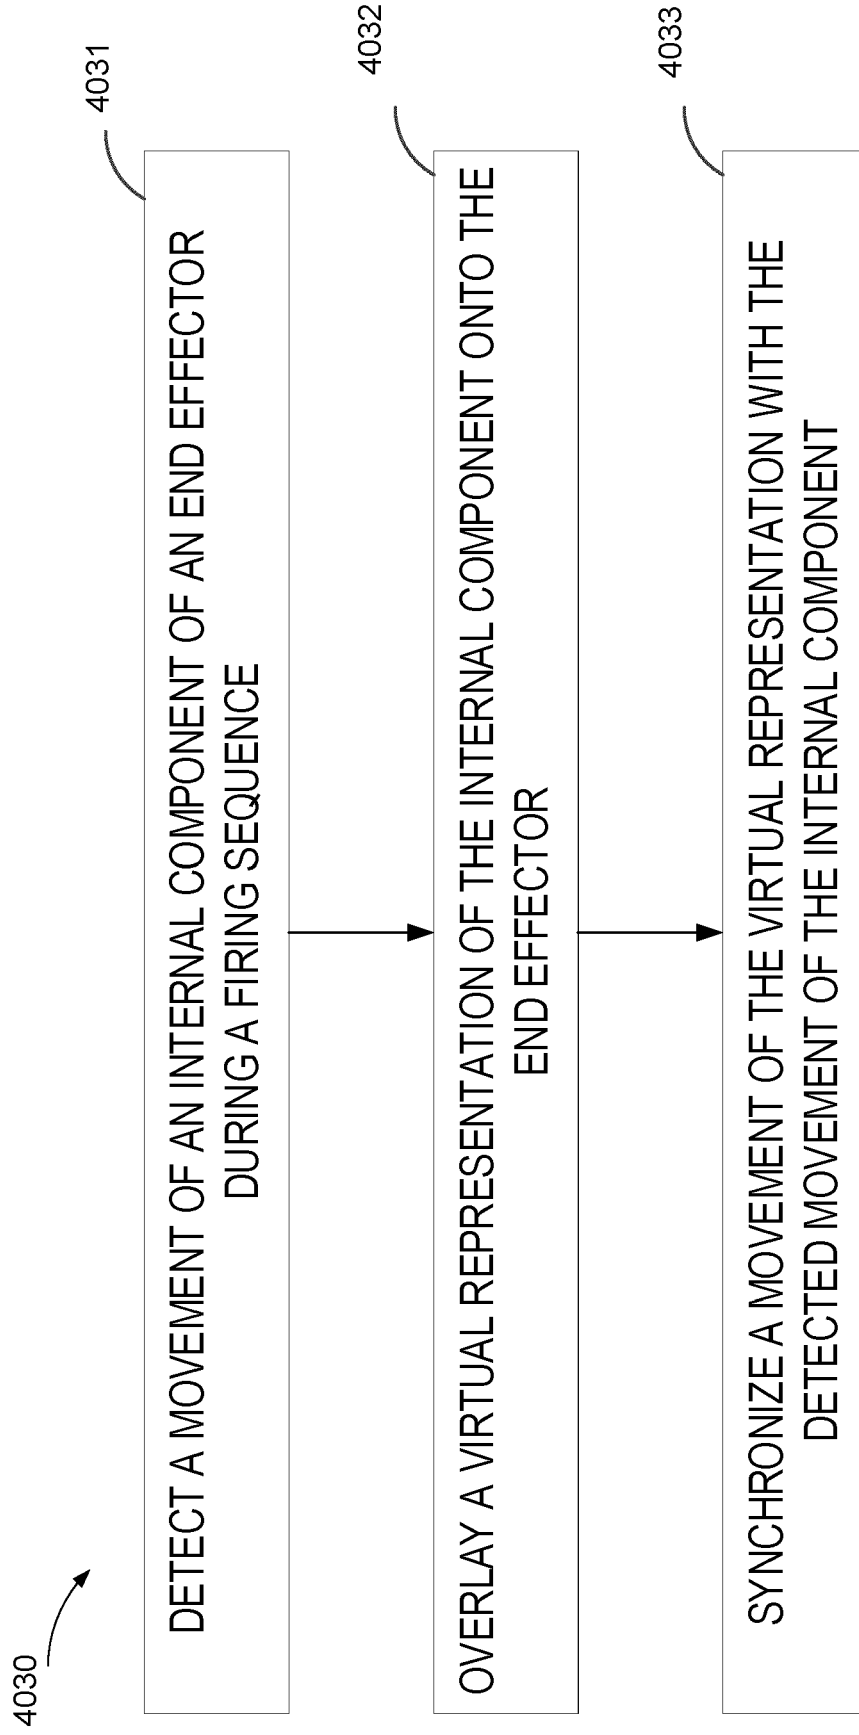 4030
4031
DETECT A MOVEMENT OF AN INTERNAL COMPONENT OF AN END EFFECTOR
DURING A FIRING SEQUENCE
4032
OVERLAY A VIRTUAL REPRESENTATION OF THE INTERNAL COMPONENT ONTO THE
END EFFECTOR
4033
SYNCHRONIZE A MOVEMENT OF THE VIRTUAL REPRESENTATION WITH THE
DETECTED MOVEMENT OF THE INTERNAL COMPONENT